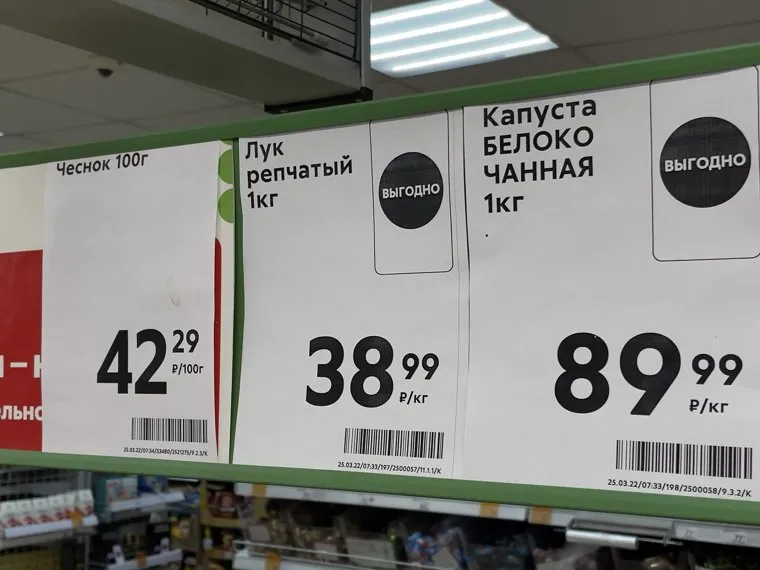 Чеснок 100г
42 29
₽/100г
25.03.22/07:34/53480/2521275/9.2.3/К
Лук
репчатый
1кг
ВЫГОДНО
38 99
₽/кг
25.03.22/07:33/197/2500057/11.1.1/К
Капуста
БЕЛОКО
ЧАННАЯ
1кг
ВЫГОДНО
89 99
₽/кг
25.03.22/07:33/198/2500058/9.3.2/К